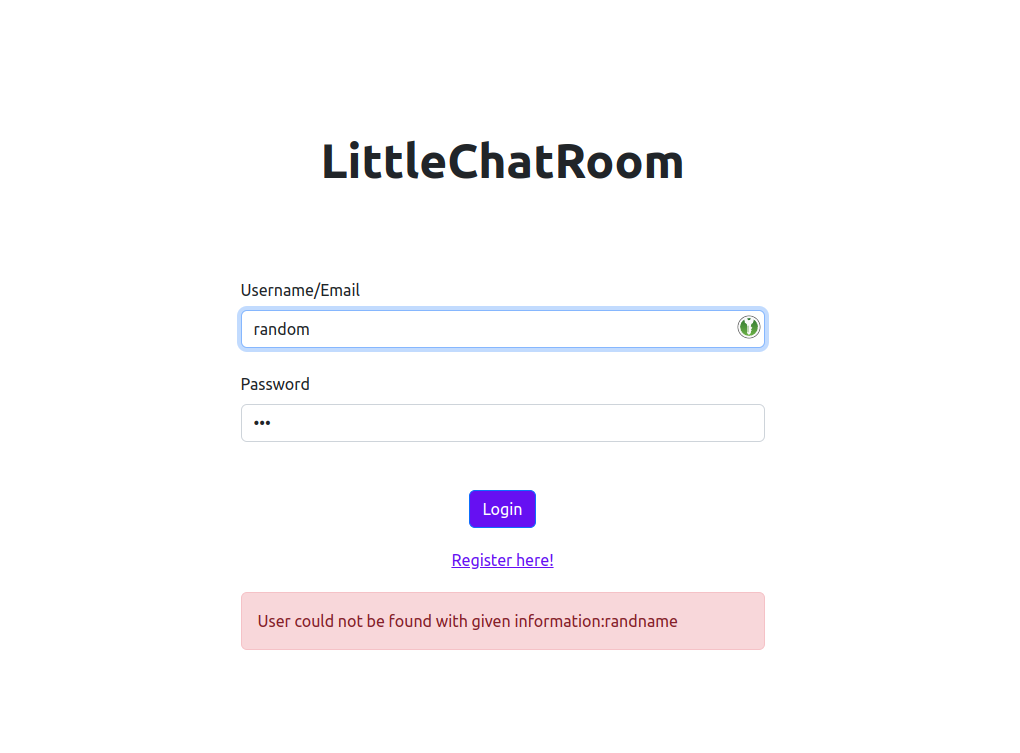 LittleChatRoom
Username/Email
random
Password
•••
Login
Register here!
User could not be found with given information:randname